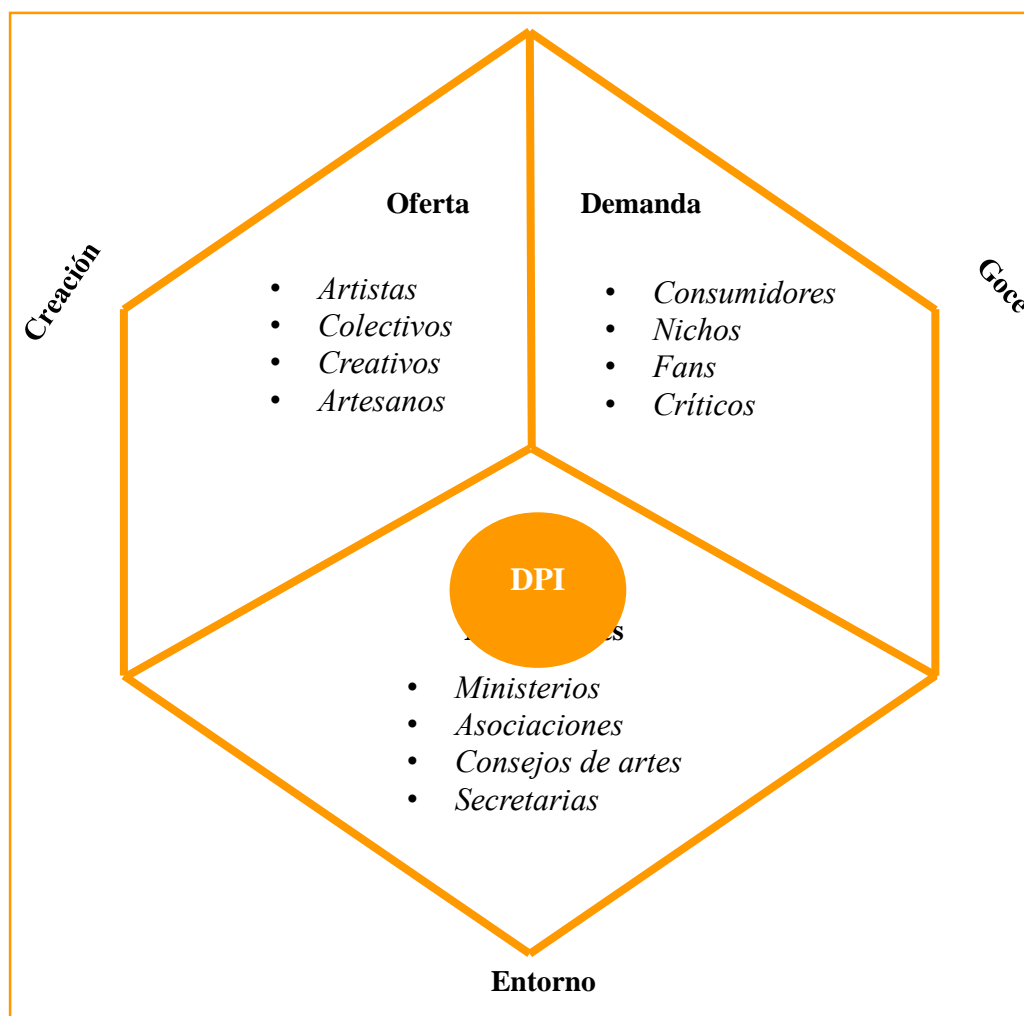 Oferta
Demanda
Creación
Goce
• Artistas
• Colectivos
• Creativos
• Artesanos
• Consumidores
• Nichos
• Fans
• Críticos
DPI
• Ministerios
• Asociaciones
• Consejos de artes
• Secretarias
Entorno